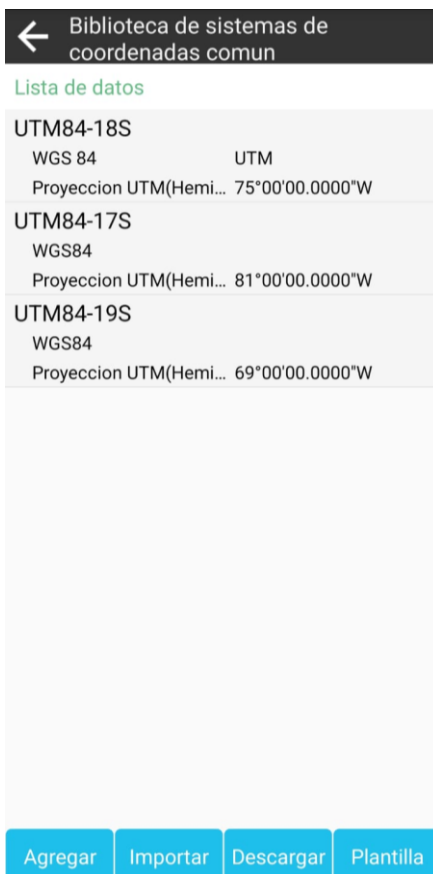 Biblioteca de sistemas de
coordenadas comun
Lista de datos
UTM84-18S
WGS 84 UTM
Proyeccion UTM(Hemi... 75°00'00.0000"W
UTM84-17S
WGS84
Proyeccion UTM(Hemi... 81°00'00.0000"W
UTM84-19S
WGS84
Proyeccion UTM(Hemi... 69°00'00.0000"W
Agregar Importar Descargar Plantilla